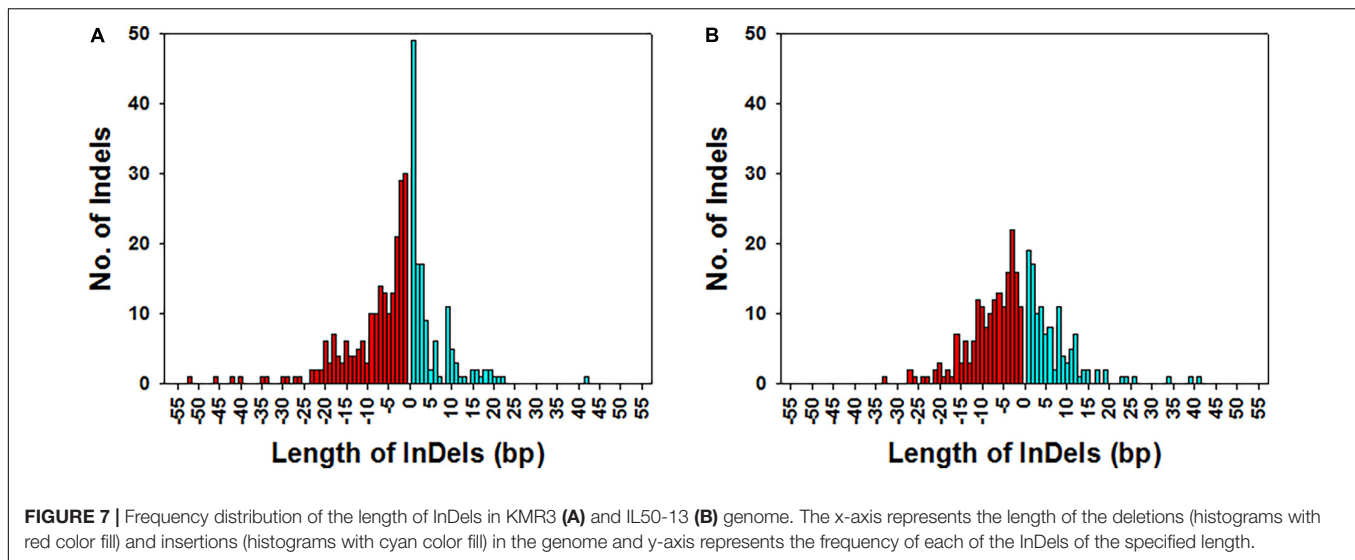 A
B
50
40
30
20
10
0
No. of Indels
-55 -50 -45 -40 -35 -30 -25 -20 -15 -10 -5 0 5 10 15 20 25 30 35 40 45 50 55
Length of InDels (bp)
50
40
30
20
10
0
No. of Indels
-55 -50 -45 -40 -35 -30 -25 -20 -15 -10 -5 0 5 10 15 20 25 30 35 40 45 50 55
Length of InDels (bp)
FIGURE 7 | Frequency distribution of the length of InDels in KMR3 (A) and IL50-13 (B) genome. The x-axis represents the length of the deletions (histograms with
red color fill) and insertions (histograms with cyan color fill) in the genome and y-axis represents the frequency of each of the InDels of the specified length.